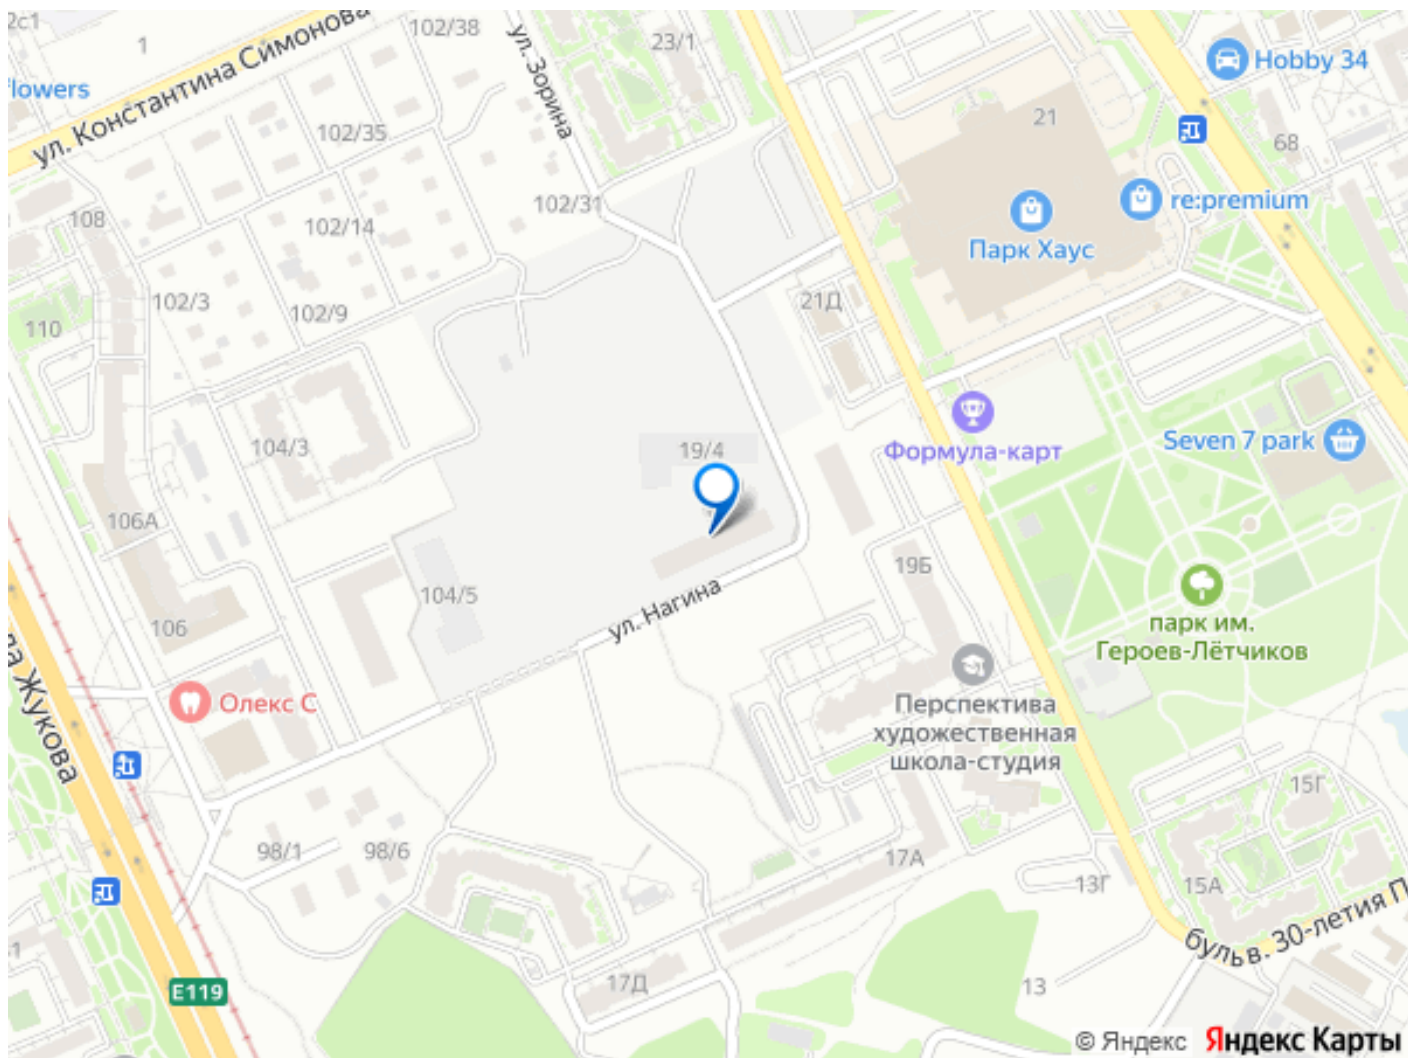 2с1
1
102/38
23/1
ул. Константина Симонова
ул. Зорина
Hobby 34
flowers
21
68
102/35
102/31
102/14
108
re:premium
Парк Хаус
102/3
102/9
21Д
110
104/3
19/4
Формула-карт
Seven 7 park
106А
104/5
19Б
ул. Нагина
106
парк им.
Героев-Лётчиков
Олекс С
Перспектива
художественная
школа-студия
ла Жукова
15Г
98/1
98/6
17А
13Г
15А
бульв. 30-летия П
1
E119
17Д
13
© Яндекс Яндекс Карты